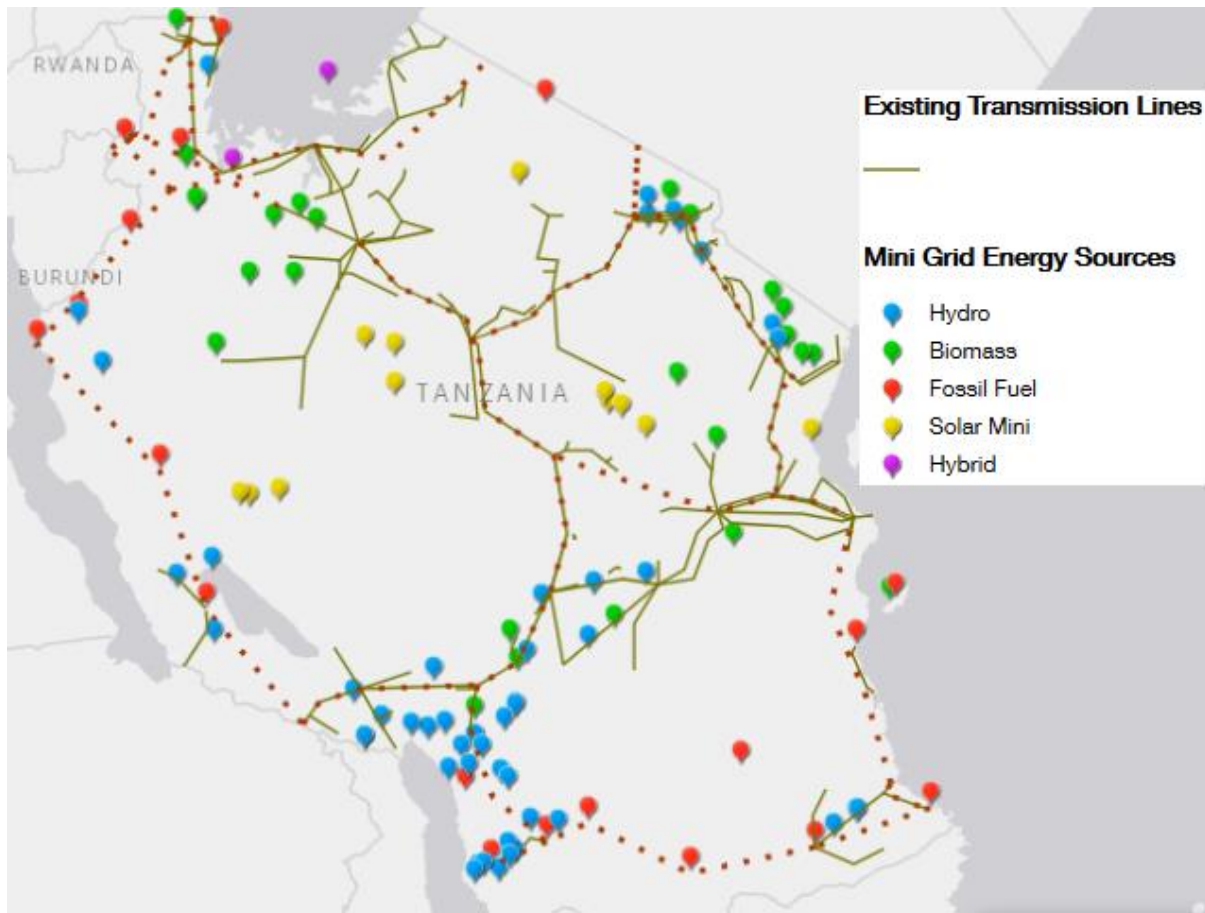 RWANDA
BURUNDI
TANZANIA
Existing Transmission Lines
Mini Grid Energy Sources
Hydro
Biomass
Fossil Fuel
Solar Mini
Hybrid